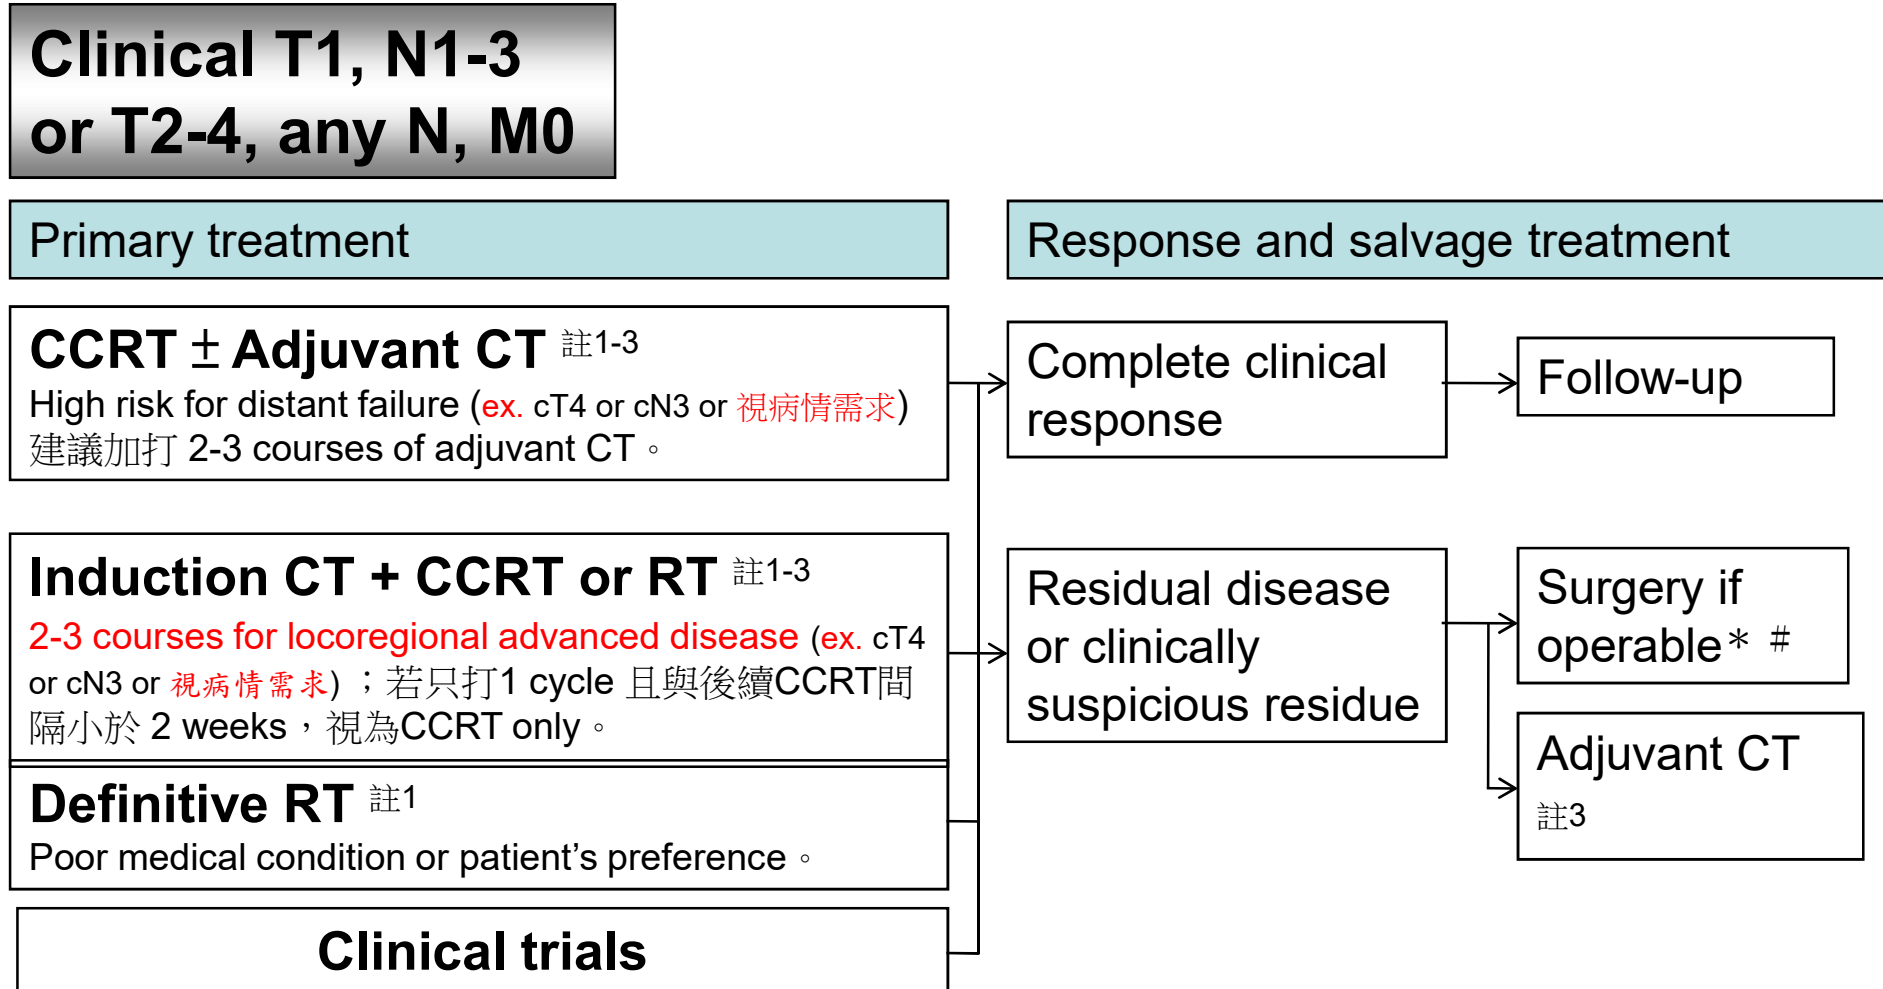 Clinical T1, N1-3
or T2-4, any N, M0
Primary treatment
Response and salvage treatment
CCRT ± Adjuvant CT 註1-3
High risk for distant failure (ex. cT4 or cN3 or 視病情需求)
建議加打 2-3 courses of adjuvant CT。
Complete clinical
response
Follow-up
Induction CT + CCRT or RT 註1-3
2-3 courses for locoregional advanced disease (ex. cT4
or cN3 or 視病情需求) ；若只打1 cycle 且與後續CCRT間
隔小於 2 weeks，視為CCRT only。
Residual disease
or clinically
suspicious residue
Surgery if
operable* #
Adjuvant CT
註3
Definitive RT 註1
Poor medical condition or patient’s preference。
Clinical trials